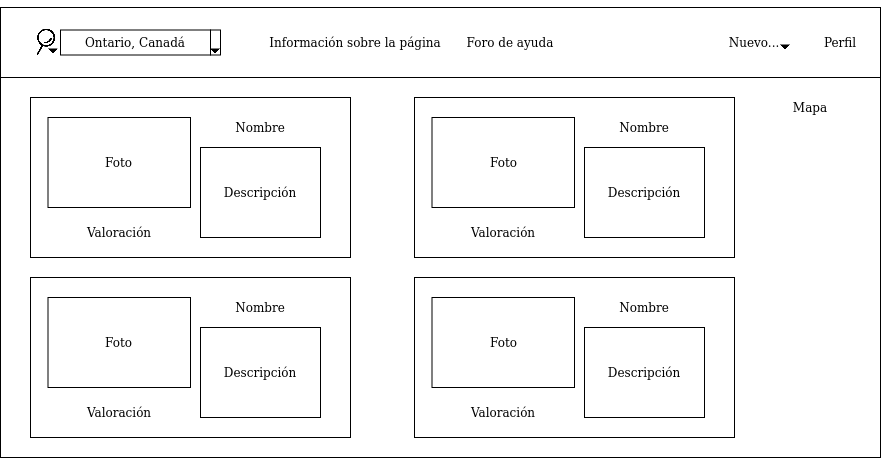 Ontario, Canadá
Información sobre la página
Foro de ayuda
Nuevo...
Perfil
Mapa
Nombre
Foto
Descripción
Valoración
Nombre
Foto
Descripción
Valoración
Nombre
Foto
Descripción
Valoración
Nombre
Foto
Descripción
Valoración